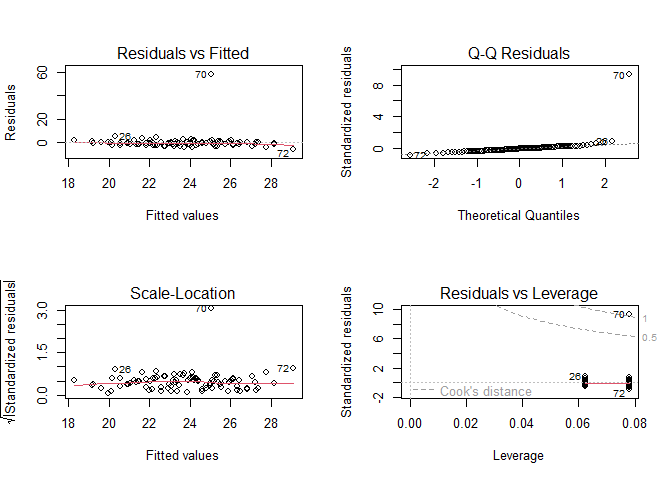 Residuals vs Fitted
Residuals
60
20
0
70
26
72
18 20 22 24 26 28
Fitted values
Q-Q Residuals
Standardized residuals
8
4
0
70
26
72
-2 -1 0 1 2
Theoretical Quantiles
Scale-Location
√|Standardized residuals|
3.0
1.5
0.0
70
26
72
18 20 22 24 26 28
Fitted values
Residuals vs Leverage
Standardized residuals
10
6
2
-2
70
26
72
1
0.5
Cook's distance
0.00 0.02 0.04 0.06 0.08
Leverage